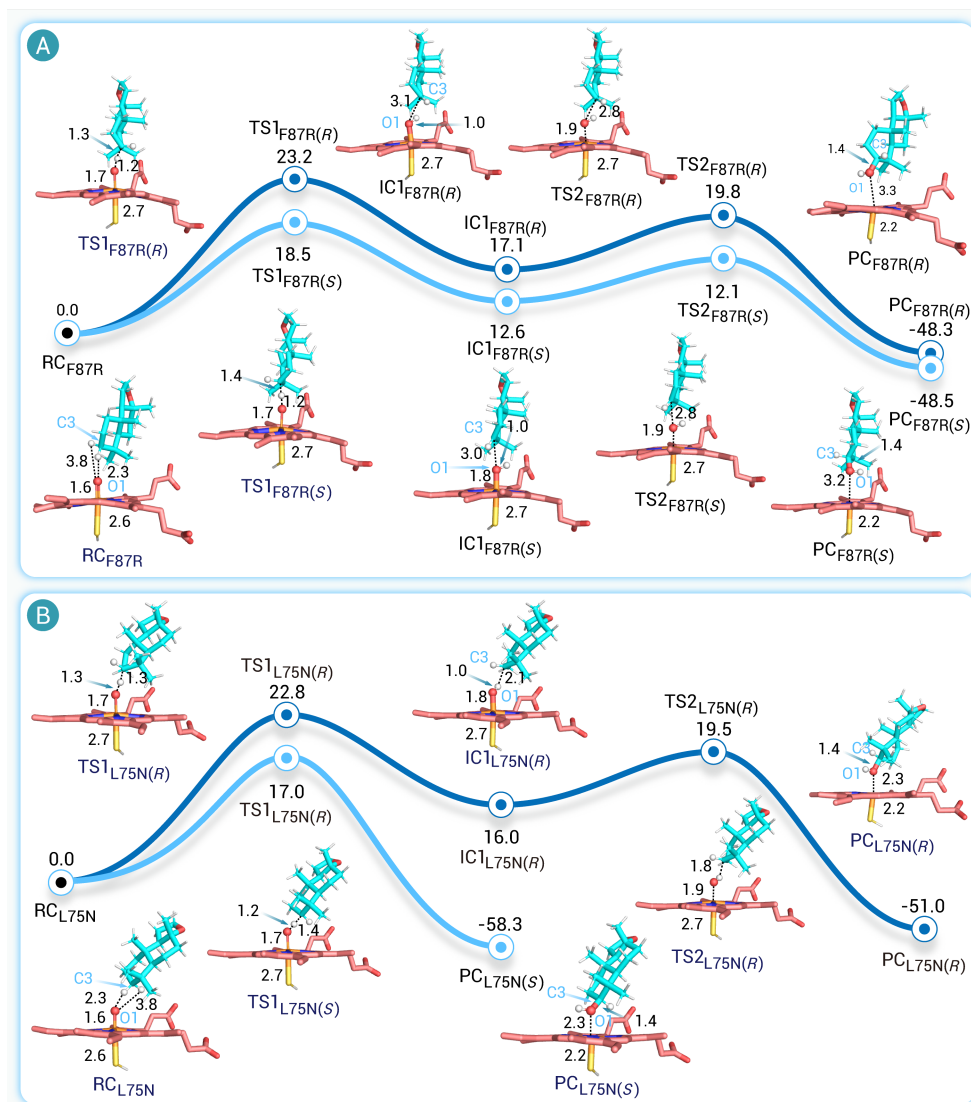 A
TS1F87R(R)
23.2
18.5
TS1F87R(S)
IC1F87R(R)
17.1
12.6
IC1F87R(S)
TS2F87R(R)
19.8
12.1
TS2F87R(S)
PCF87R(R)
-48.3
-48.5
PCF87R(S)
0.0
RCF87R
1.3
1.2
1.7
2.7
TS1F87R(R)
C3
3.1
O1
1.0
2.7
IC1F87R(R)
2.8
1.9
2.7
TS2F87R(R)
C3
1.4
O1
3.3
2.2
PCF87R(R)
C3
3.8
2.3
1.6
O1
2.6
RCF87R
1.4
1.2
1.7
2.7
TS1F87R(S)
C3
1.0
3.0
O1
1.8
2.7
IC1F87R(S)
2.8
1.9
2.7
TS2F87R(S)
C3
1.4
3.2
O1
2.2
PCF87R(S)
B
TS1L75N(R)
22.8
17.0
TS1L75N(R)
16.0
IC1L75N(R)
TS2L75N(R)
19.5
-51.0
PCL75N(R)
-58.3
PCL75N(S)
0.0
RCL75N
1.3
1.3
1.7
2.7
TS1L75N(R)
C3
1.0
2.1
1.8
O1
2.7
IC1L75N(R)
C3
1.4
O1
2.3
2.2
PCL75N(R)
1.8
1.9
2.7
TS2L75N(R)
C3
2.3
3.8
1.6
O1
2.6
RCL75N
1.2
1.4
1.7
2.7
TS1L75N(S)
C3
2.3
O1
1.4
2.2
PCL75N(S)